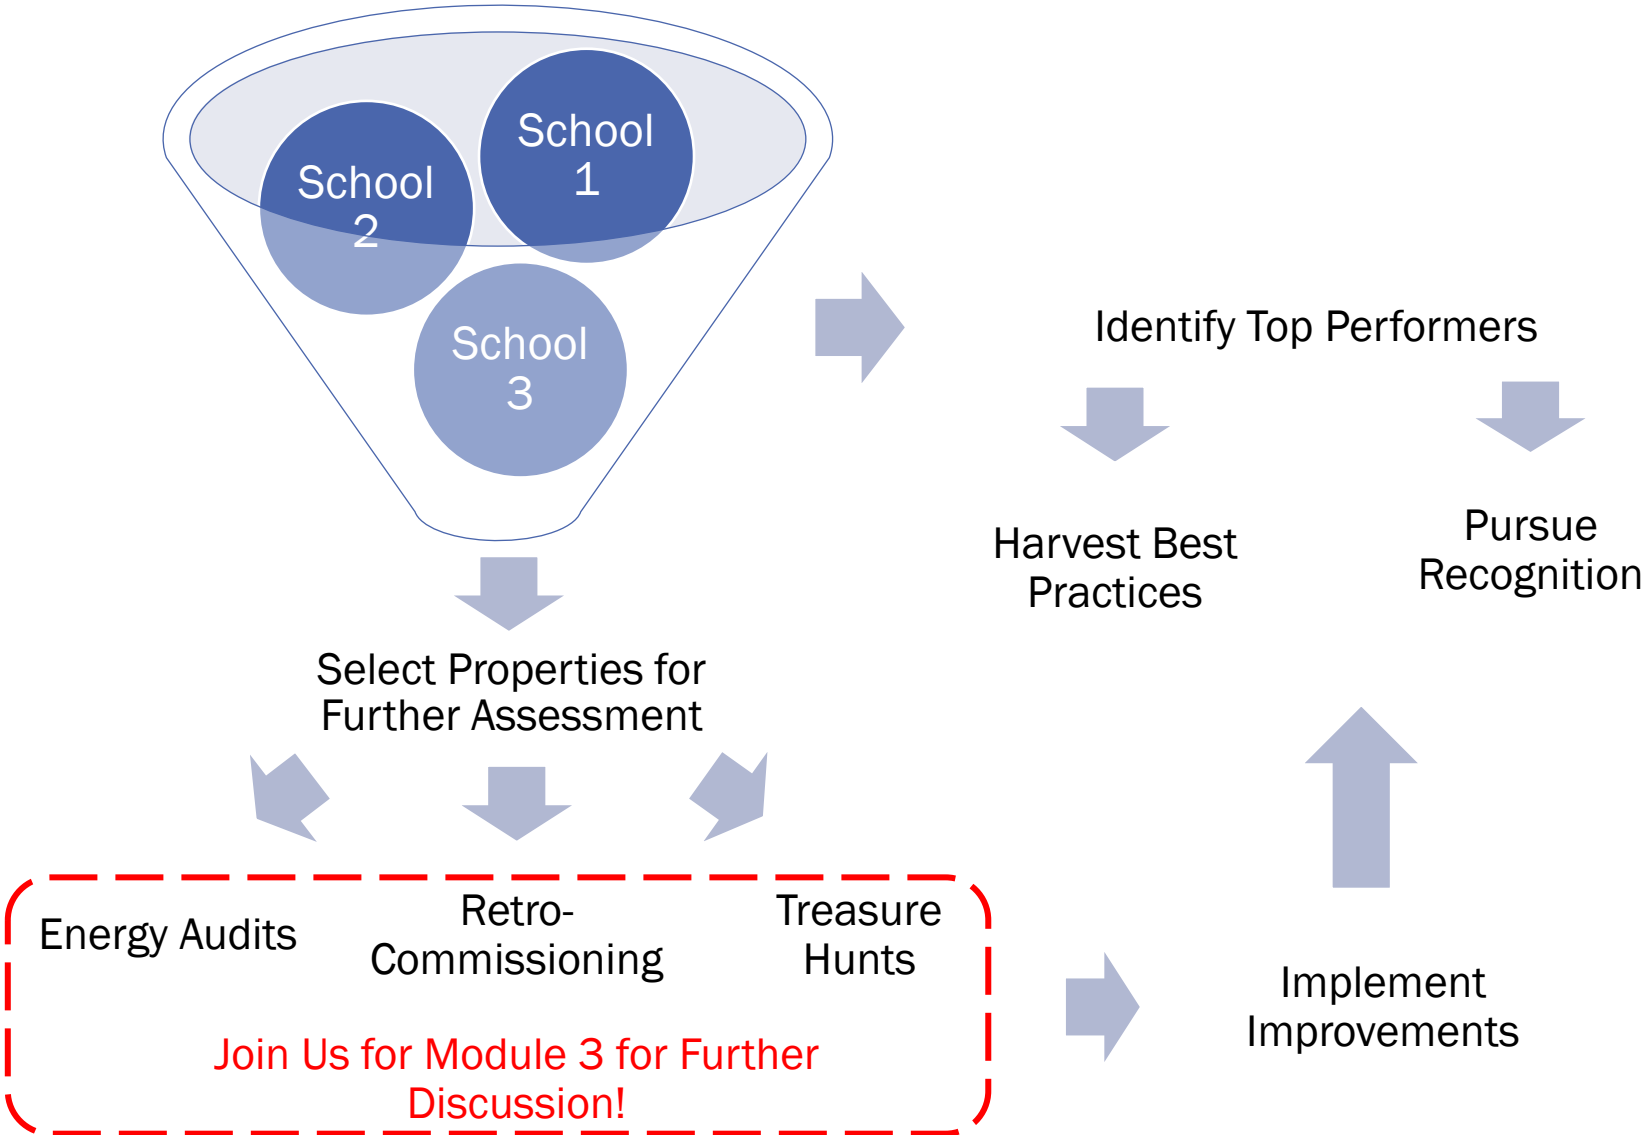 School
1
School
2
School
3
Identify Top Performers
Harvest Best
Practices
Pursue
Recognition
Select Properties for
Further Assessment
Energy Audits
Retro-
Commissioning
Treasure
Hunts
Join Us for Module 3 for Further
Discussion!
Implement
Improvements